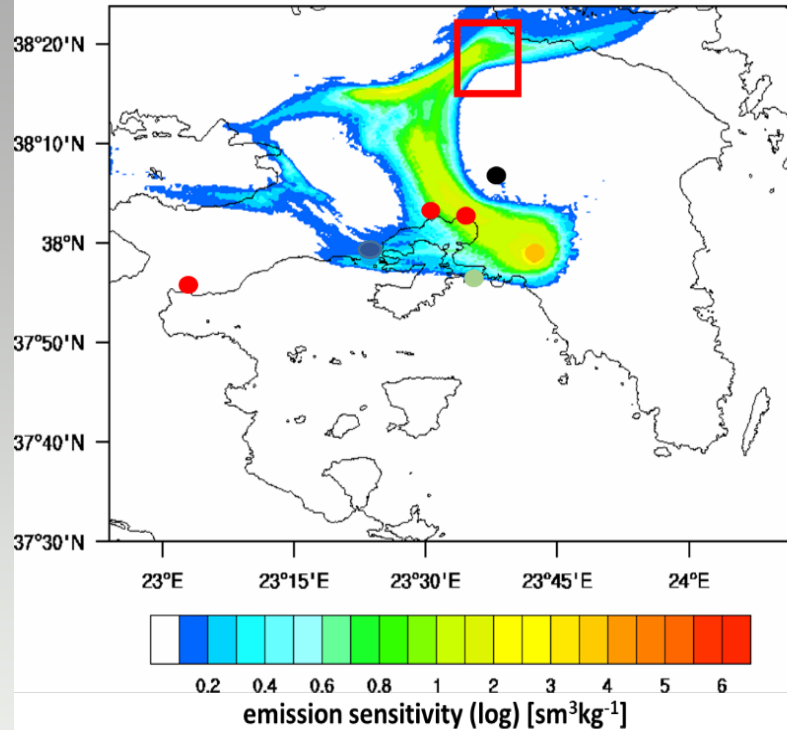 38°20'N
38°10'N
38°N
37°50'N
37°40'N
37°30'N
23°E 23°15'E 23°30'E 23°45'E 24°E
0.2 0.4 0.6 0.8 1 2 3 4 5 6
emission sensitivity (log) [sm³kg⁻¹]